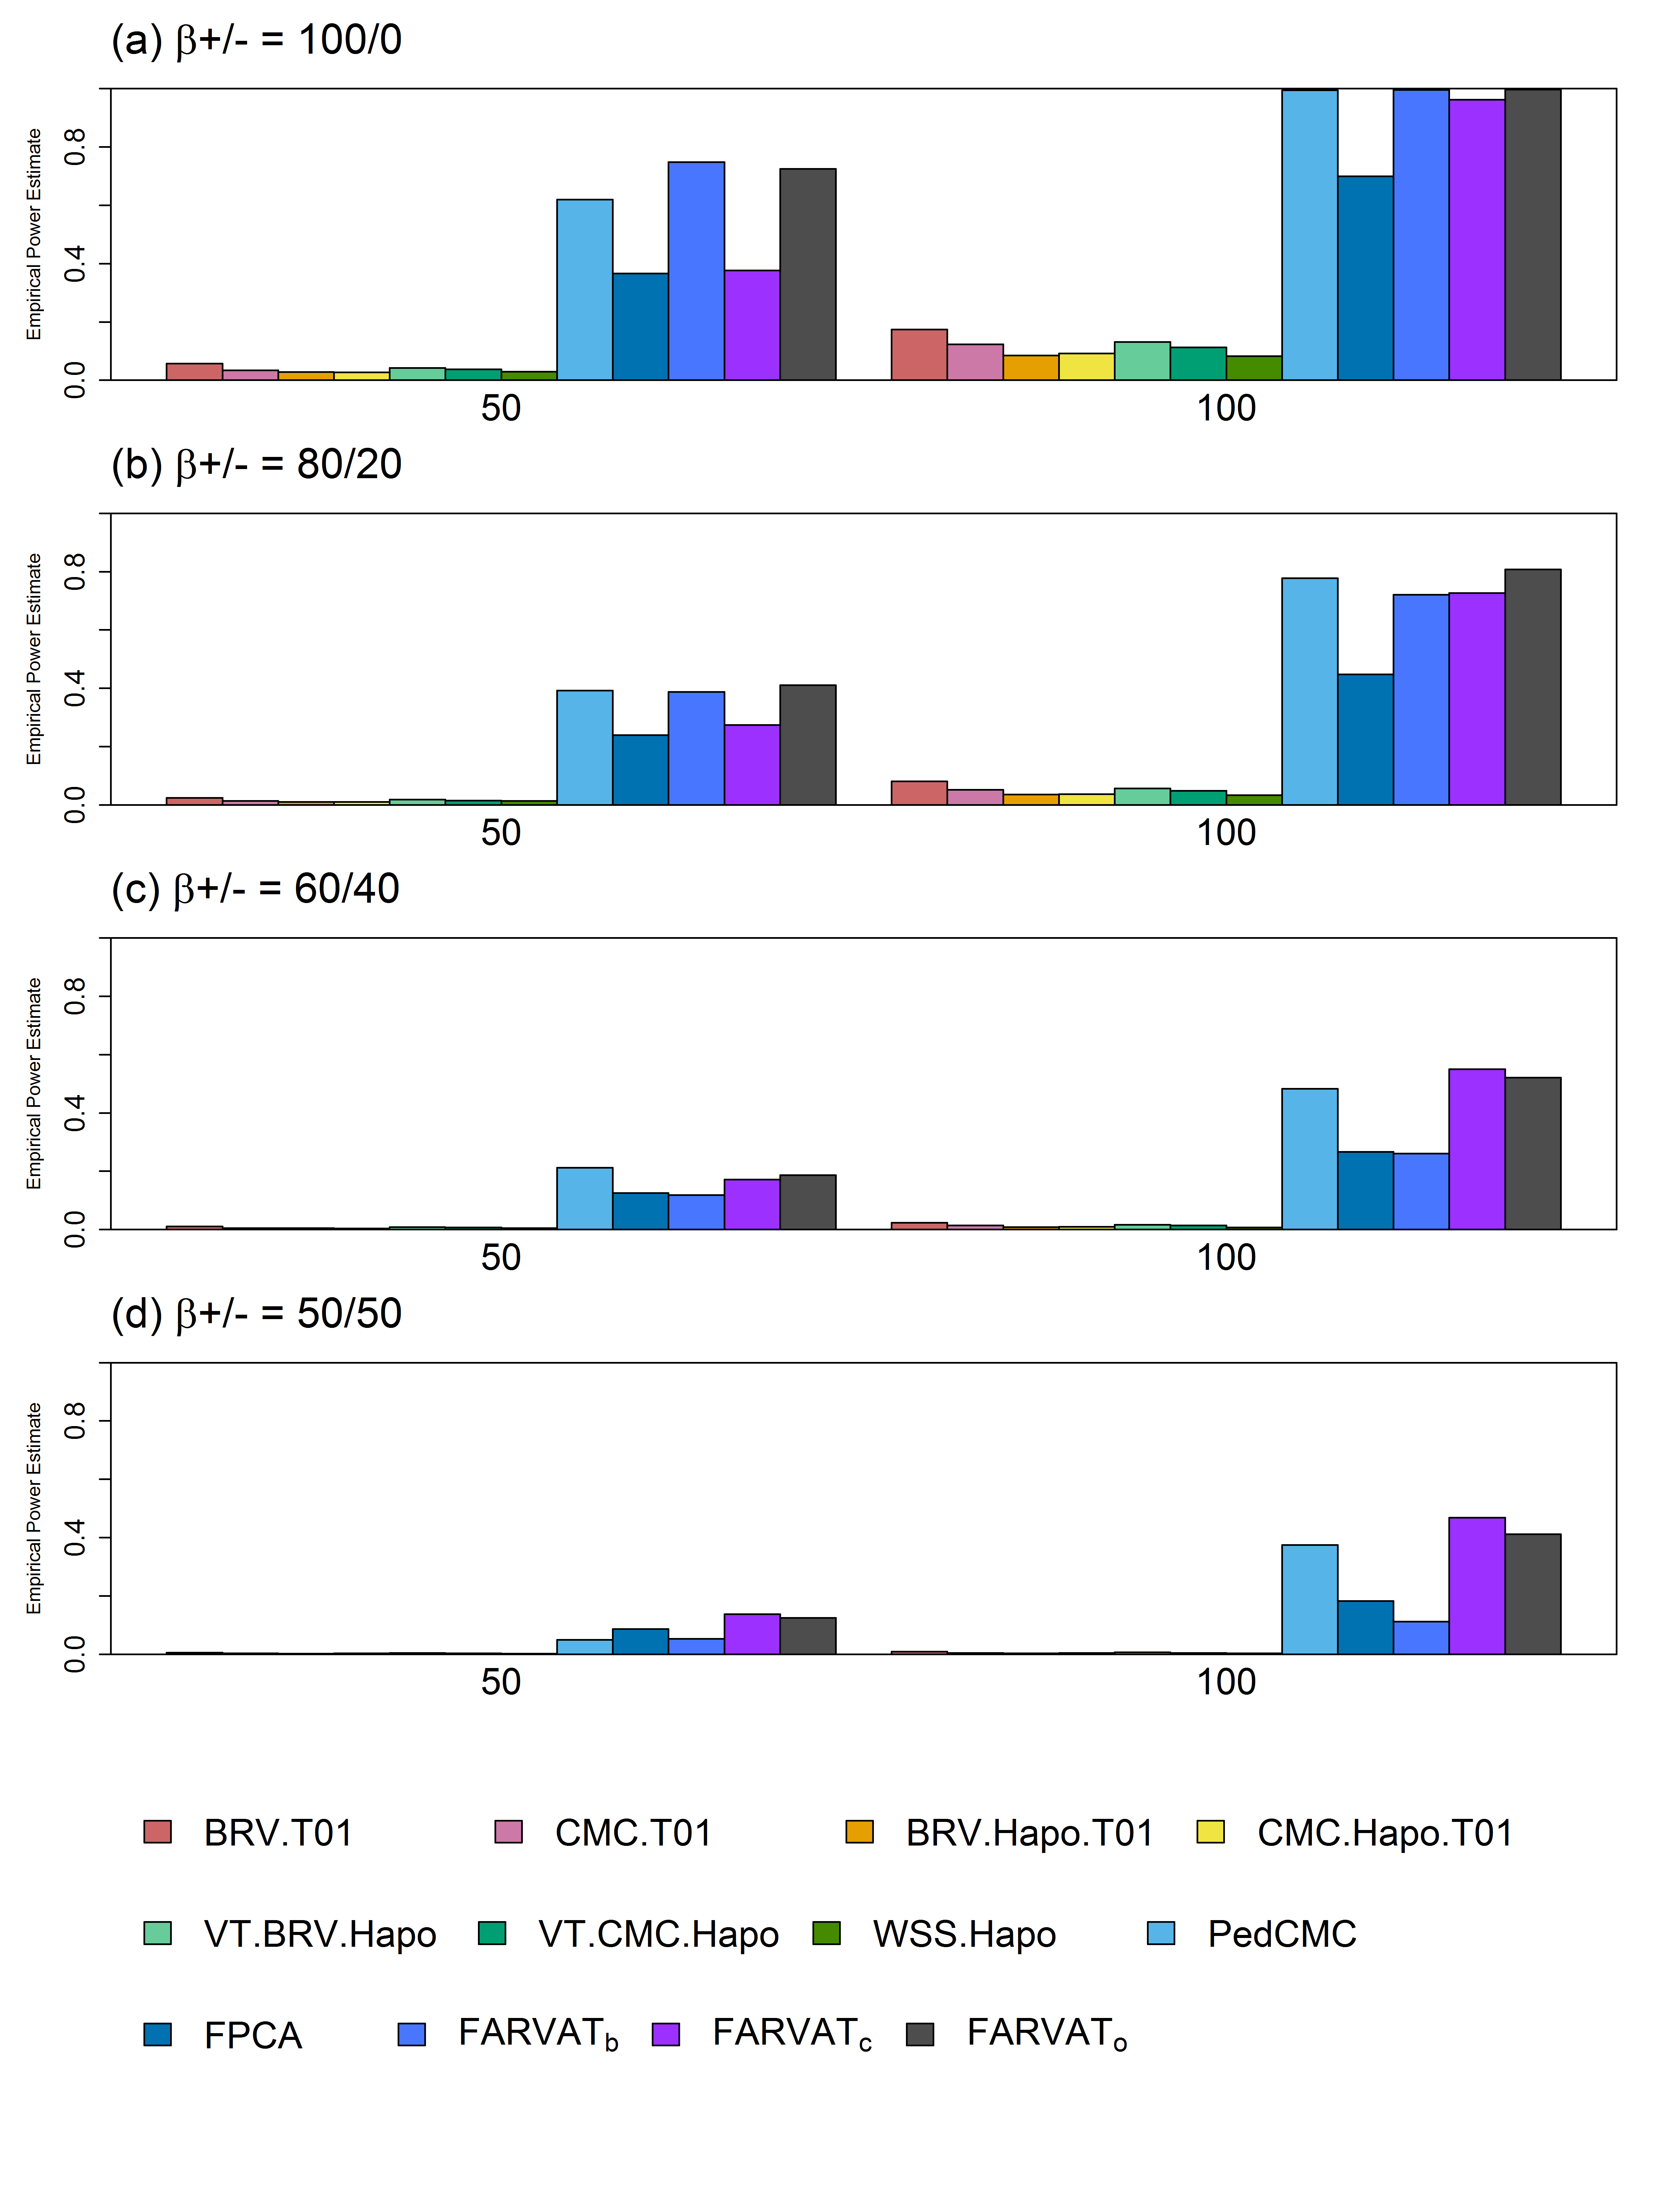 (a) β+/- = 100/0
Empirical Power Estimate
0.0 0.4 0.8
50 100
(b) β+/- = 80/20
Empirical Power Estimate
0.0 0.4 0.8
50 100
(c) β+/- = 60/40
Empirical Power Estimate
0.0 0.4 0.8
50 100
(d) β+/- = 50/50
Empirical Power Estimate
0.0 0.4 0.8
50 100
BRV.T01 CMC.T01 BRV.Hapo.T01 CMC.Hapo.T01
VT.BRV.Hapo VT.CMC.Hapo WSS.Hapo PedCMC
FPCA FARVATb FARVATc FARVATo